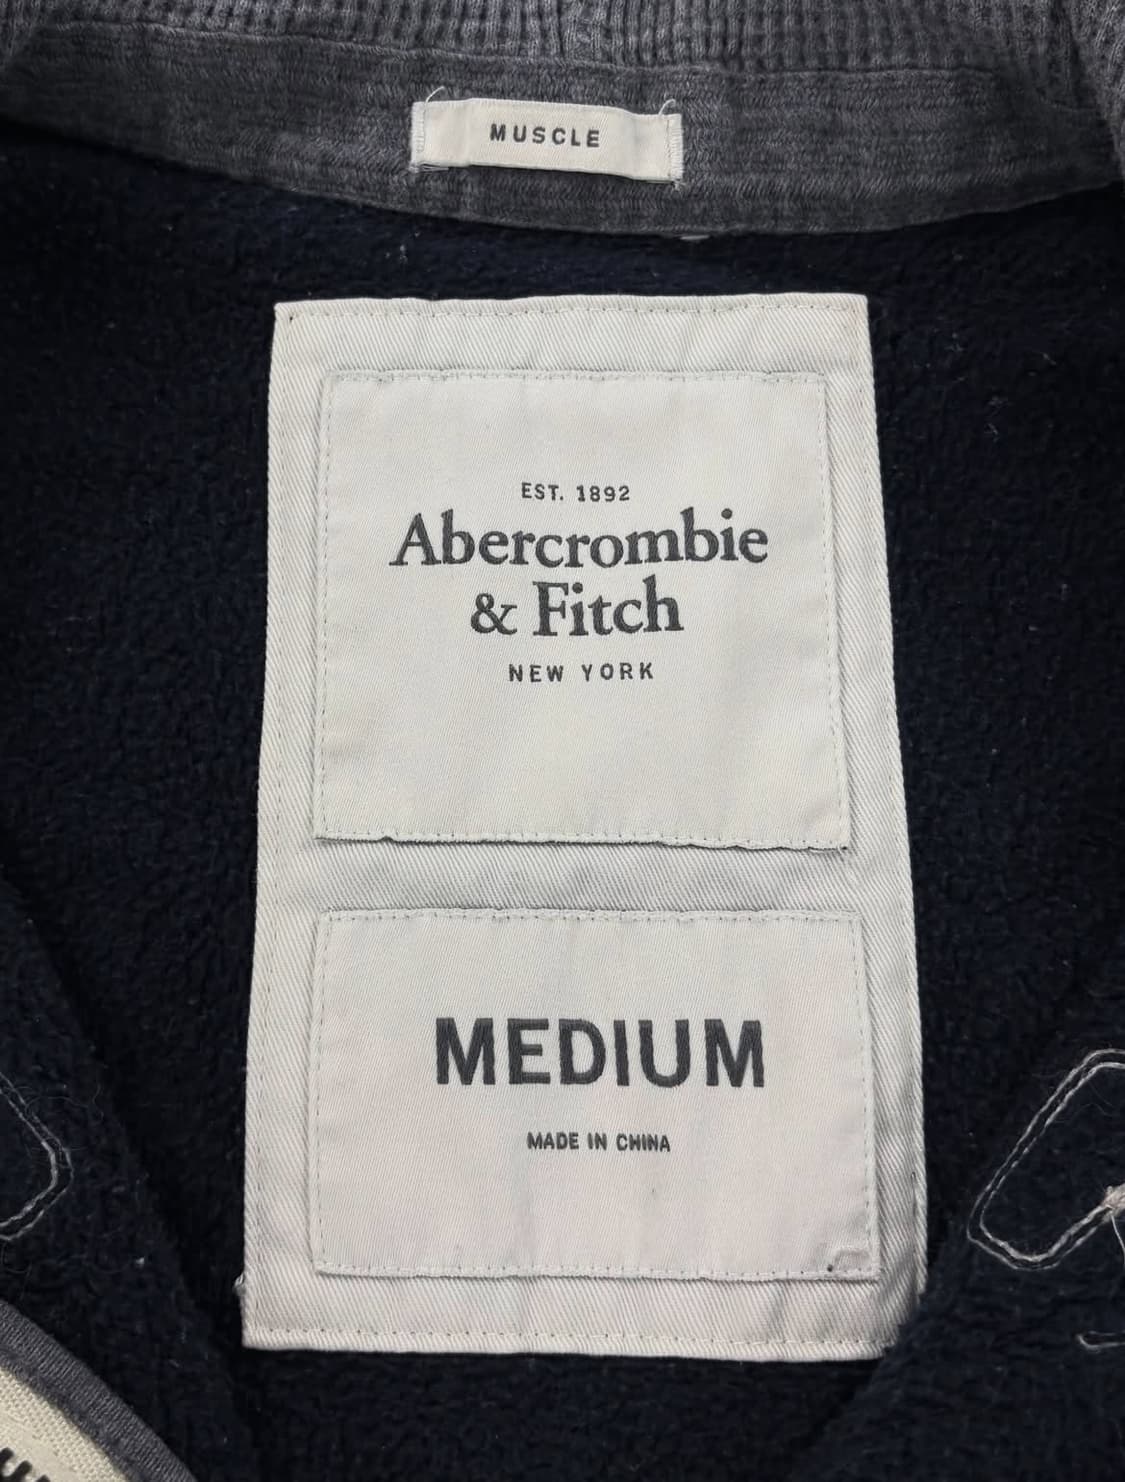 MUSCLE
EST. 1892
Abercrombie
& Fitch
NEW YORK
MEDIUM
MADE IN CHINA